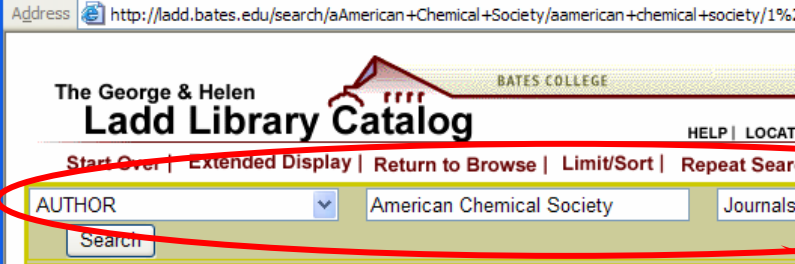 Address http://ladd.bates.edu/search/aAmerican+Chemical+Society/aamerican+chemical+society/1%2
The George & Helen
BATES COLLEGE
Ladd Library Catalog
HELP | LOCAT
Start Over | Extended Display | Return to Browse | Limit/Sort | Repeat Sear
AUTHOR American Chemical Society Journals
Search